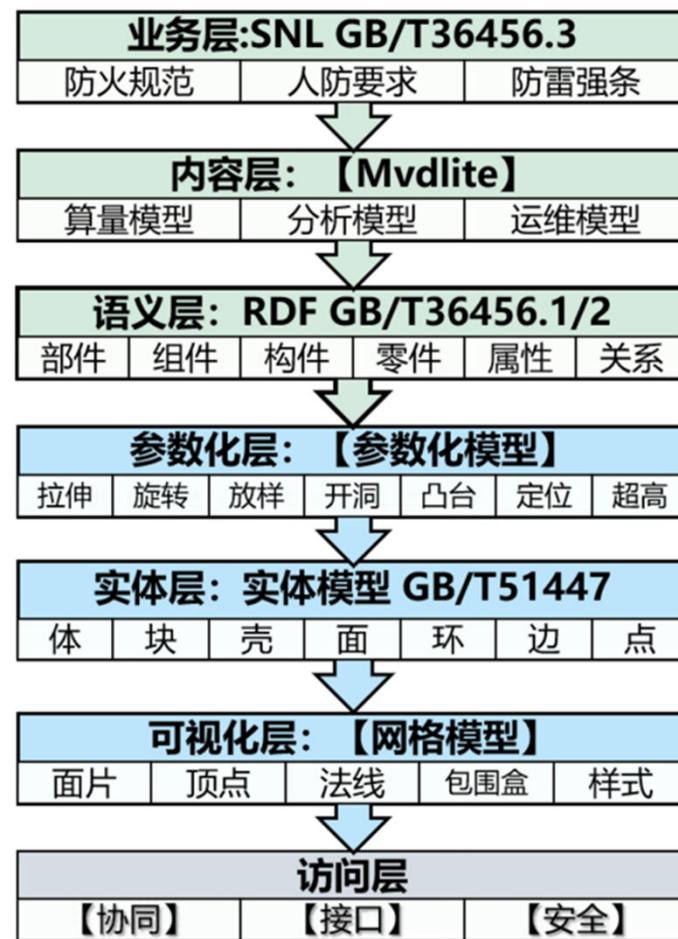 业务层:SNL GB/T36456.3
防火规范 人防要求 防雷强条
内容层：【Mvdlite】
算量模型 分析模型 运维模型
语义层：RDF GB/T36456.1/2
部件 组件 构件 零件 属性 关系
参数化层：【参数化模型】
拉伸 旋转 放样 开洞 凸台 定位 超高
实体层：实体模型 GB/T51447
体 块 壳 面 环 边 点
可视化层：【网格模型】
面片 顶点 法线 包围盒 样式
访问层
【协同】 【接口】 【安全】